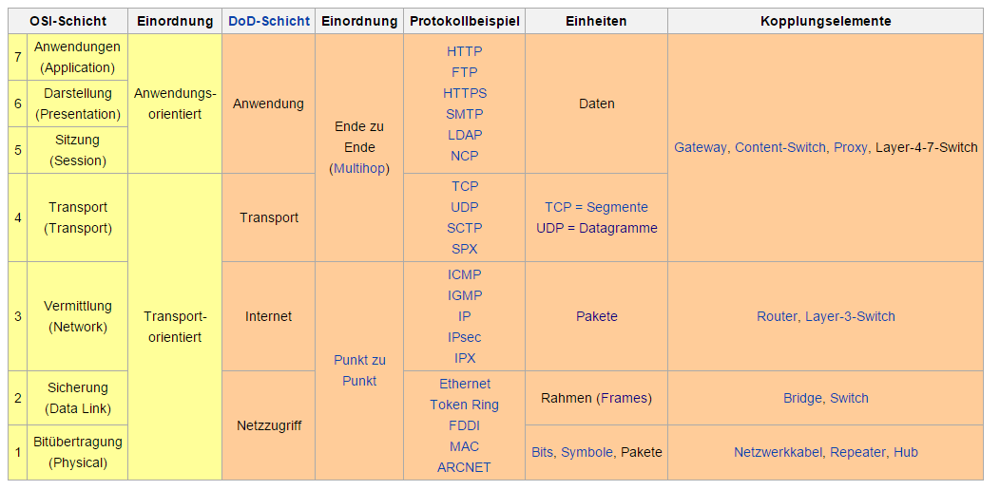 OSI-Schicht Einordnung DoD-Schicht Einordnung Protokollbeispiel Einheiten Kopplungselemente
7 Anwendungen
(Application)
6 Darstellung
(Presentation)
5 Sitzung
(Session)
Anwendungs-
orientiert
Anwendung
Ende zu
Ende
(Multihop)
HTTP
FTP
HTTPS
SMTP
LDAP
NCP
Daten
Gateway, Content-Switch, Proxy, Layer-4-7-Switch
4 Transport
(Transport)
Transport-
orientiert
Transport
TCP
UDP
SCTP
SPX
TCP = Segmente
UDP = Datagramme
3 Vermittlung
(Network)
Internet
Punkt zu
Punkt
ICMP
IGMP
IP
IPsec
IPX
Pakete
Router, Layer-3-Switch
2 Sicherung
(Data Link)
Netzzugriff
Ethernet
Token Ring
FDDI
MAC
ARCNET
Rahmen (Frames)
Bridge, Switch
1 Bitübertragung
(Physical)
Bits, Symbole, Pakete
Netzwerkkabel, Repeater, Hub